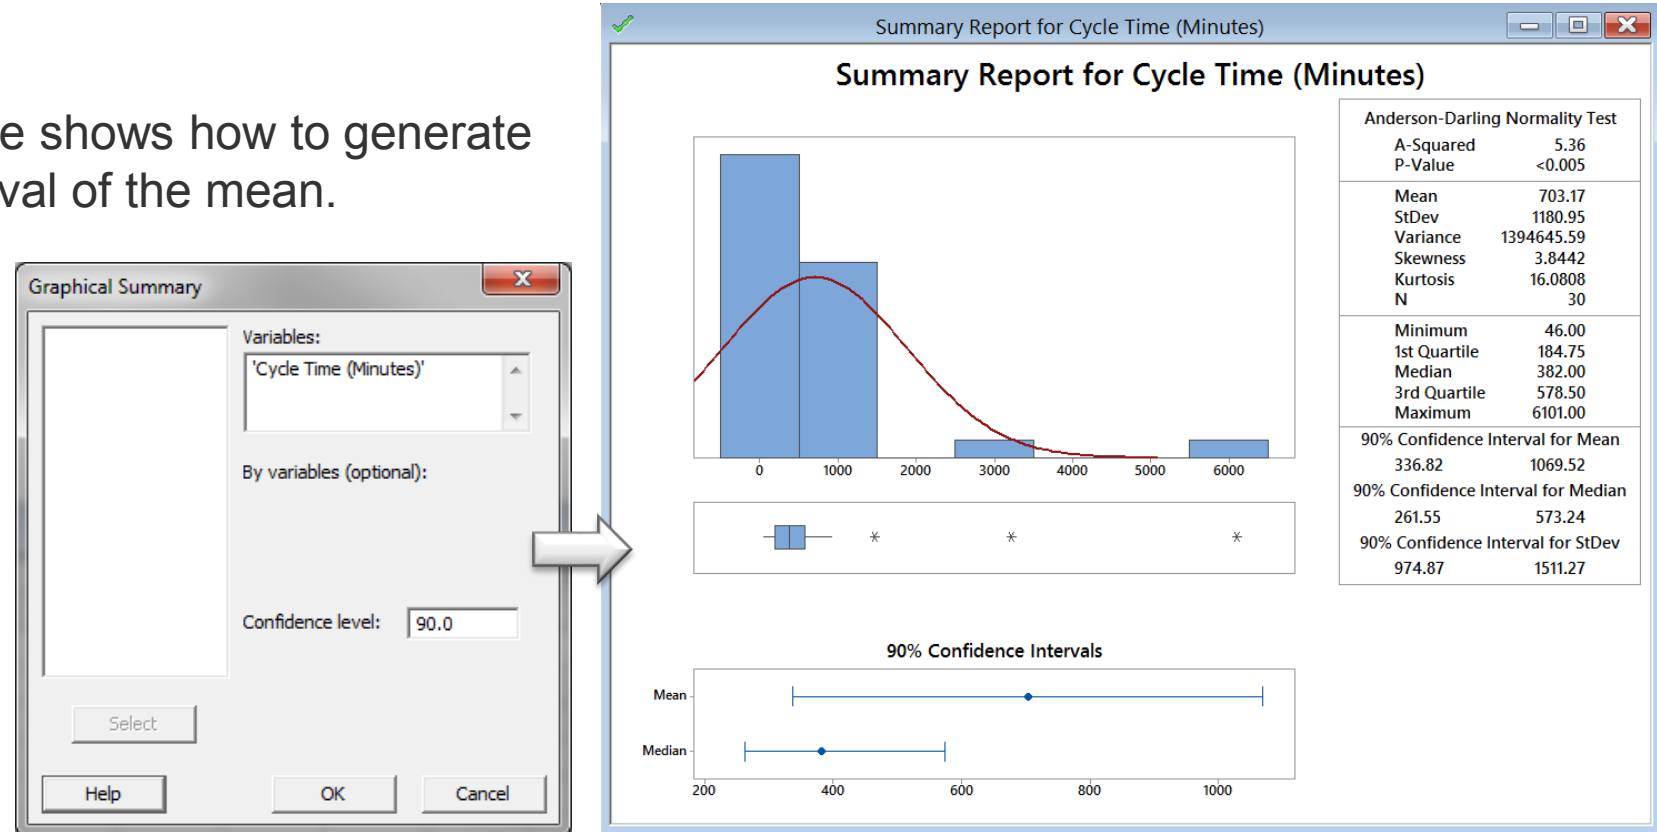 e shows how to generate
val of the mean.
Graphical Summary
Variables:
'Cycle Time (Minutes)'
By variables (optional):
Confidence level: 90.0
Select
Help OK Cancel
Summary Report for Cycle Time (Minutes)
Summary Report for Cycle Time (Minutes)
0 1000 2000 3000 4000 5000 6000
90% Confidence Intervals
Mean
Median
200 400 600 800 1000
Anderson-Darling Normality Test
A-Squared 5.36
P-Value <0.005
Mean 703.17
StDev 1180.95
Variance 1394645.59
Skewness 3.8442
Kurtosis 16.0808
N 30
Minimum 46.00
1st Quartile 184.75
Median 382.00
3rd Quartile 578.50
Maximum 6101.00
90% Confidence Interval for Mean
336.82 1069.52
90% Confidence Interval for Median
261.55 573.24
90% Confidence Interval for StDev
974.87 1511.27